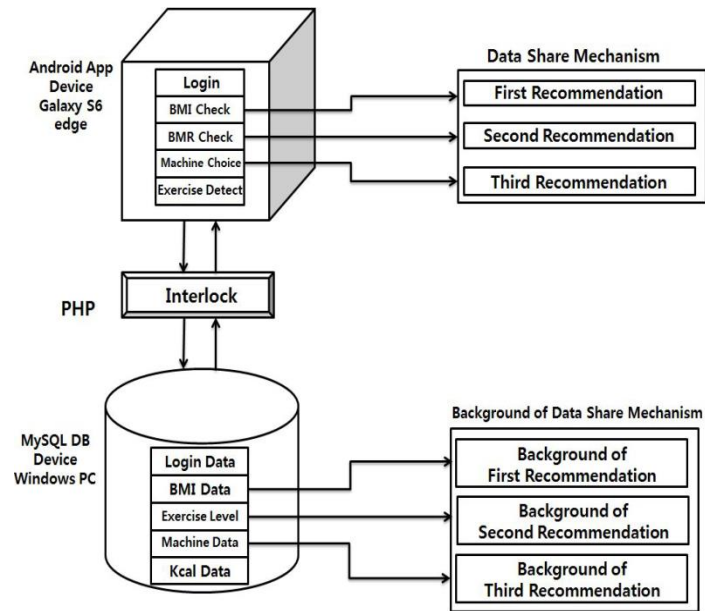 Android App
Device
Galaxy S6
edge
Login
BMI Check
BMR Check
Machine Choice
Exercise Detect
Data Share Mechanism
First Recommendation
Second Recommendation
Third Recommendation
PHP
Interlock
MySQL DB
Device
Windows PC
Login Data
BMI Data
Exercise Level
Machine Data
Kcal Data
Background of Data Share Mechanism
Background of
First Recommendation
Background of
Second Recommendation
Background of
Third Recommendation